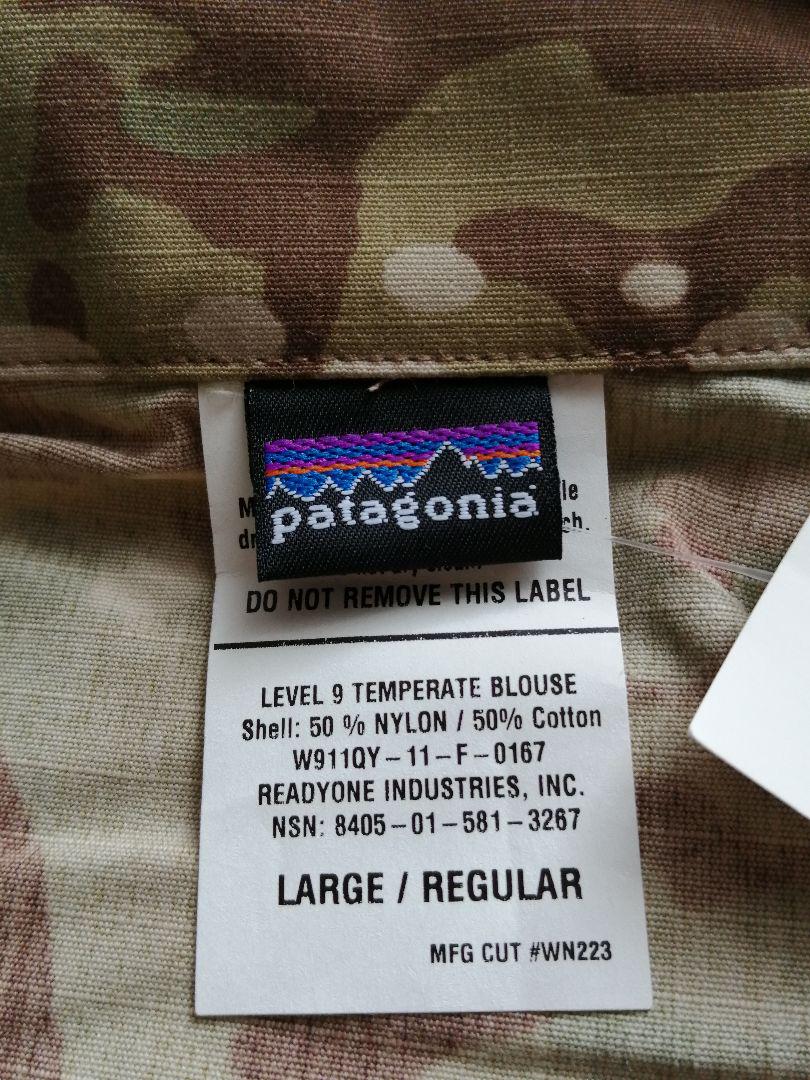 patagonia
DO NOT REMOVE THIS LABEL
LEVEL 9 TEMPERATE BLOUSE
Shell: 50 % NYLON / 50% Cotton
W911QY-11-F-0167
READYONE INDUSTRIES, INC.
NSN: 8405-01-581-3267
LARGE / REGULAR
MFG CUT #WN223